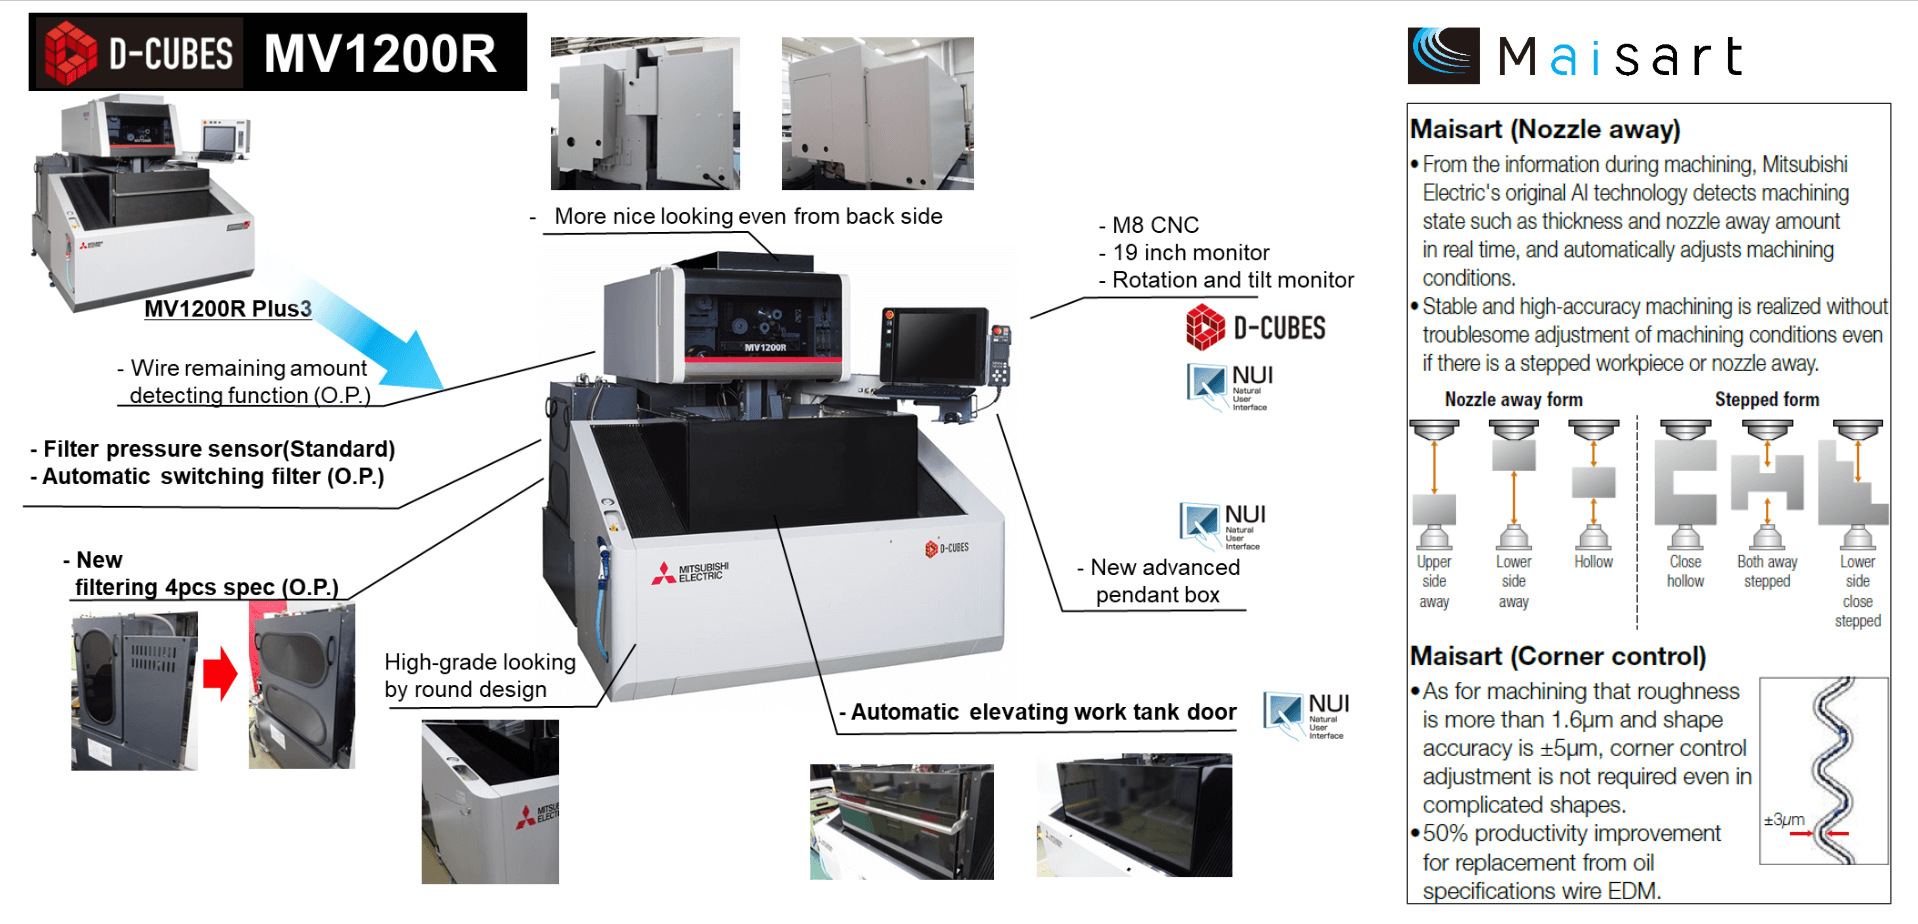 D-CUBES MV1200R
MV1200R Plus3
- More nice looking even from back side
- M8 CNC
- 19 inch monitor
- Rotation and tilt monitor
D-CUBES
NUI
Natural
User
Interface
- Wire remaining amount
detecting function (O.P.)
- Filter pressure sensor(Standard)
- Automatic switching filter (O.P.)
- New
filtering 4pcs spec (O.P.)
MV1200R
D-CUBES
MITSUBISHI
ELECTRIC
NUI
Natural
User
Interface
- New advanced
pendant box
High-grade looking
by round design
- Automatic elevating work tank door
NUI
Natural
User
Interface
MITSU
ELECT
Maisart
Maisart (Nozzle away)
• From the information during machining, Mitsubishi
Electric's original AI technology detects machining
state such as thickness and nozzle away amount
in real time, and automatically adjusts machining
conditions.
• Stable and high-accuracy machining is realized without
troublesome adjustment of machining conditions even
if there is a stepped workpiece or nozzle away.
Nozzle away form
Stepped form
Upper
side
away
Lower
side
away
Hollow
Close
hollow
Both away
stepped
Lower
side
close
stepped
Maisart (Corner control)
• As for machining that roughness
is more than 1.6µm and shape
accuracy is ±5µm, corner control
adjustment is not required even in
complicated shapes.
• 50% productivity improvement
for replacement from oil
specifications wire EDM.
±3µm